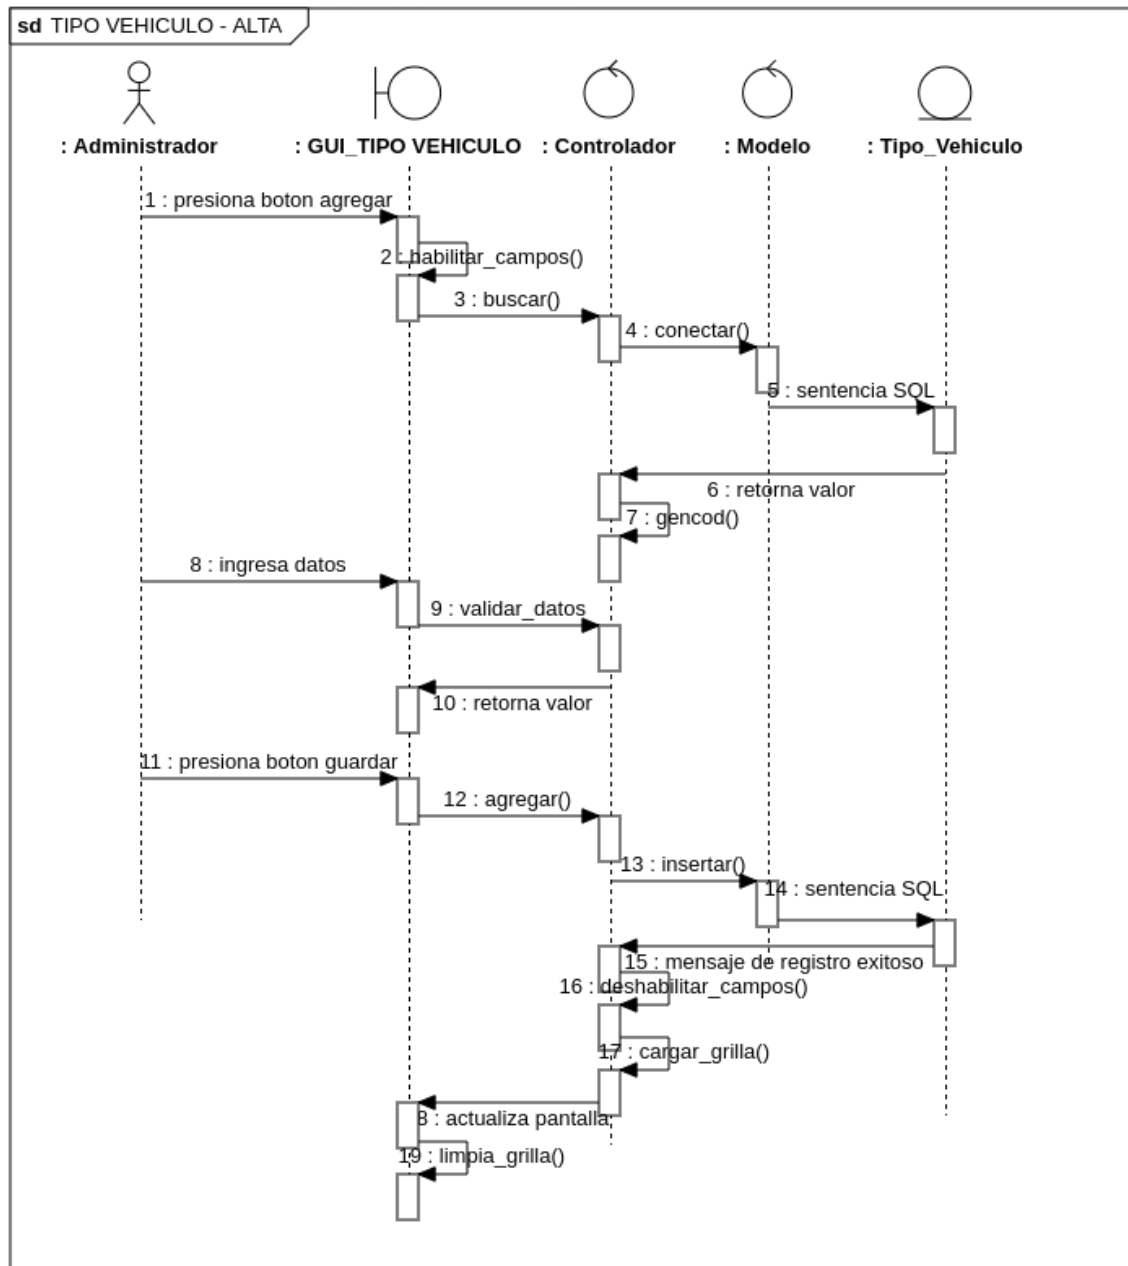 sd TIPO VEHICULO - ALTA
: Administrador
: GUI_TIPO VEHICULO
: Controlador
: Modelo
: Tipo_Vehiculo
1 : presiona boton agregar
2 : habilitar_campos()
3 : buscar()
4 : conectar()
5 : sentencia SQL
6 : retorna valor
7 : gencod()
8 : ingresa datos
9 : validar_datos
10 : retorna valor
11 : presiona boton guardar
12 : agregar()
13 : insertar()
14 : sentencia SQL
15 : mensaje de registro exitoso
16 : deshabilitar_campos()
17 : cargar_grilla()
8 : actualiza pantalla
19 : limpia_grilla()